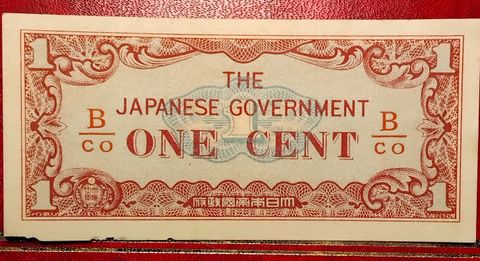 1 1
THE
JAPANESE GOVERNMENT
B B
ONE CENT
CO CO
1 1
大日本帝國政府